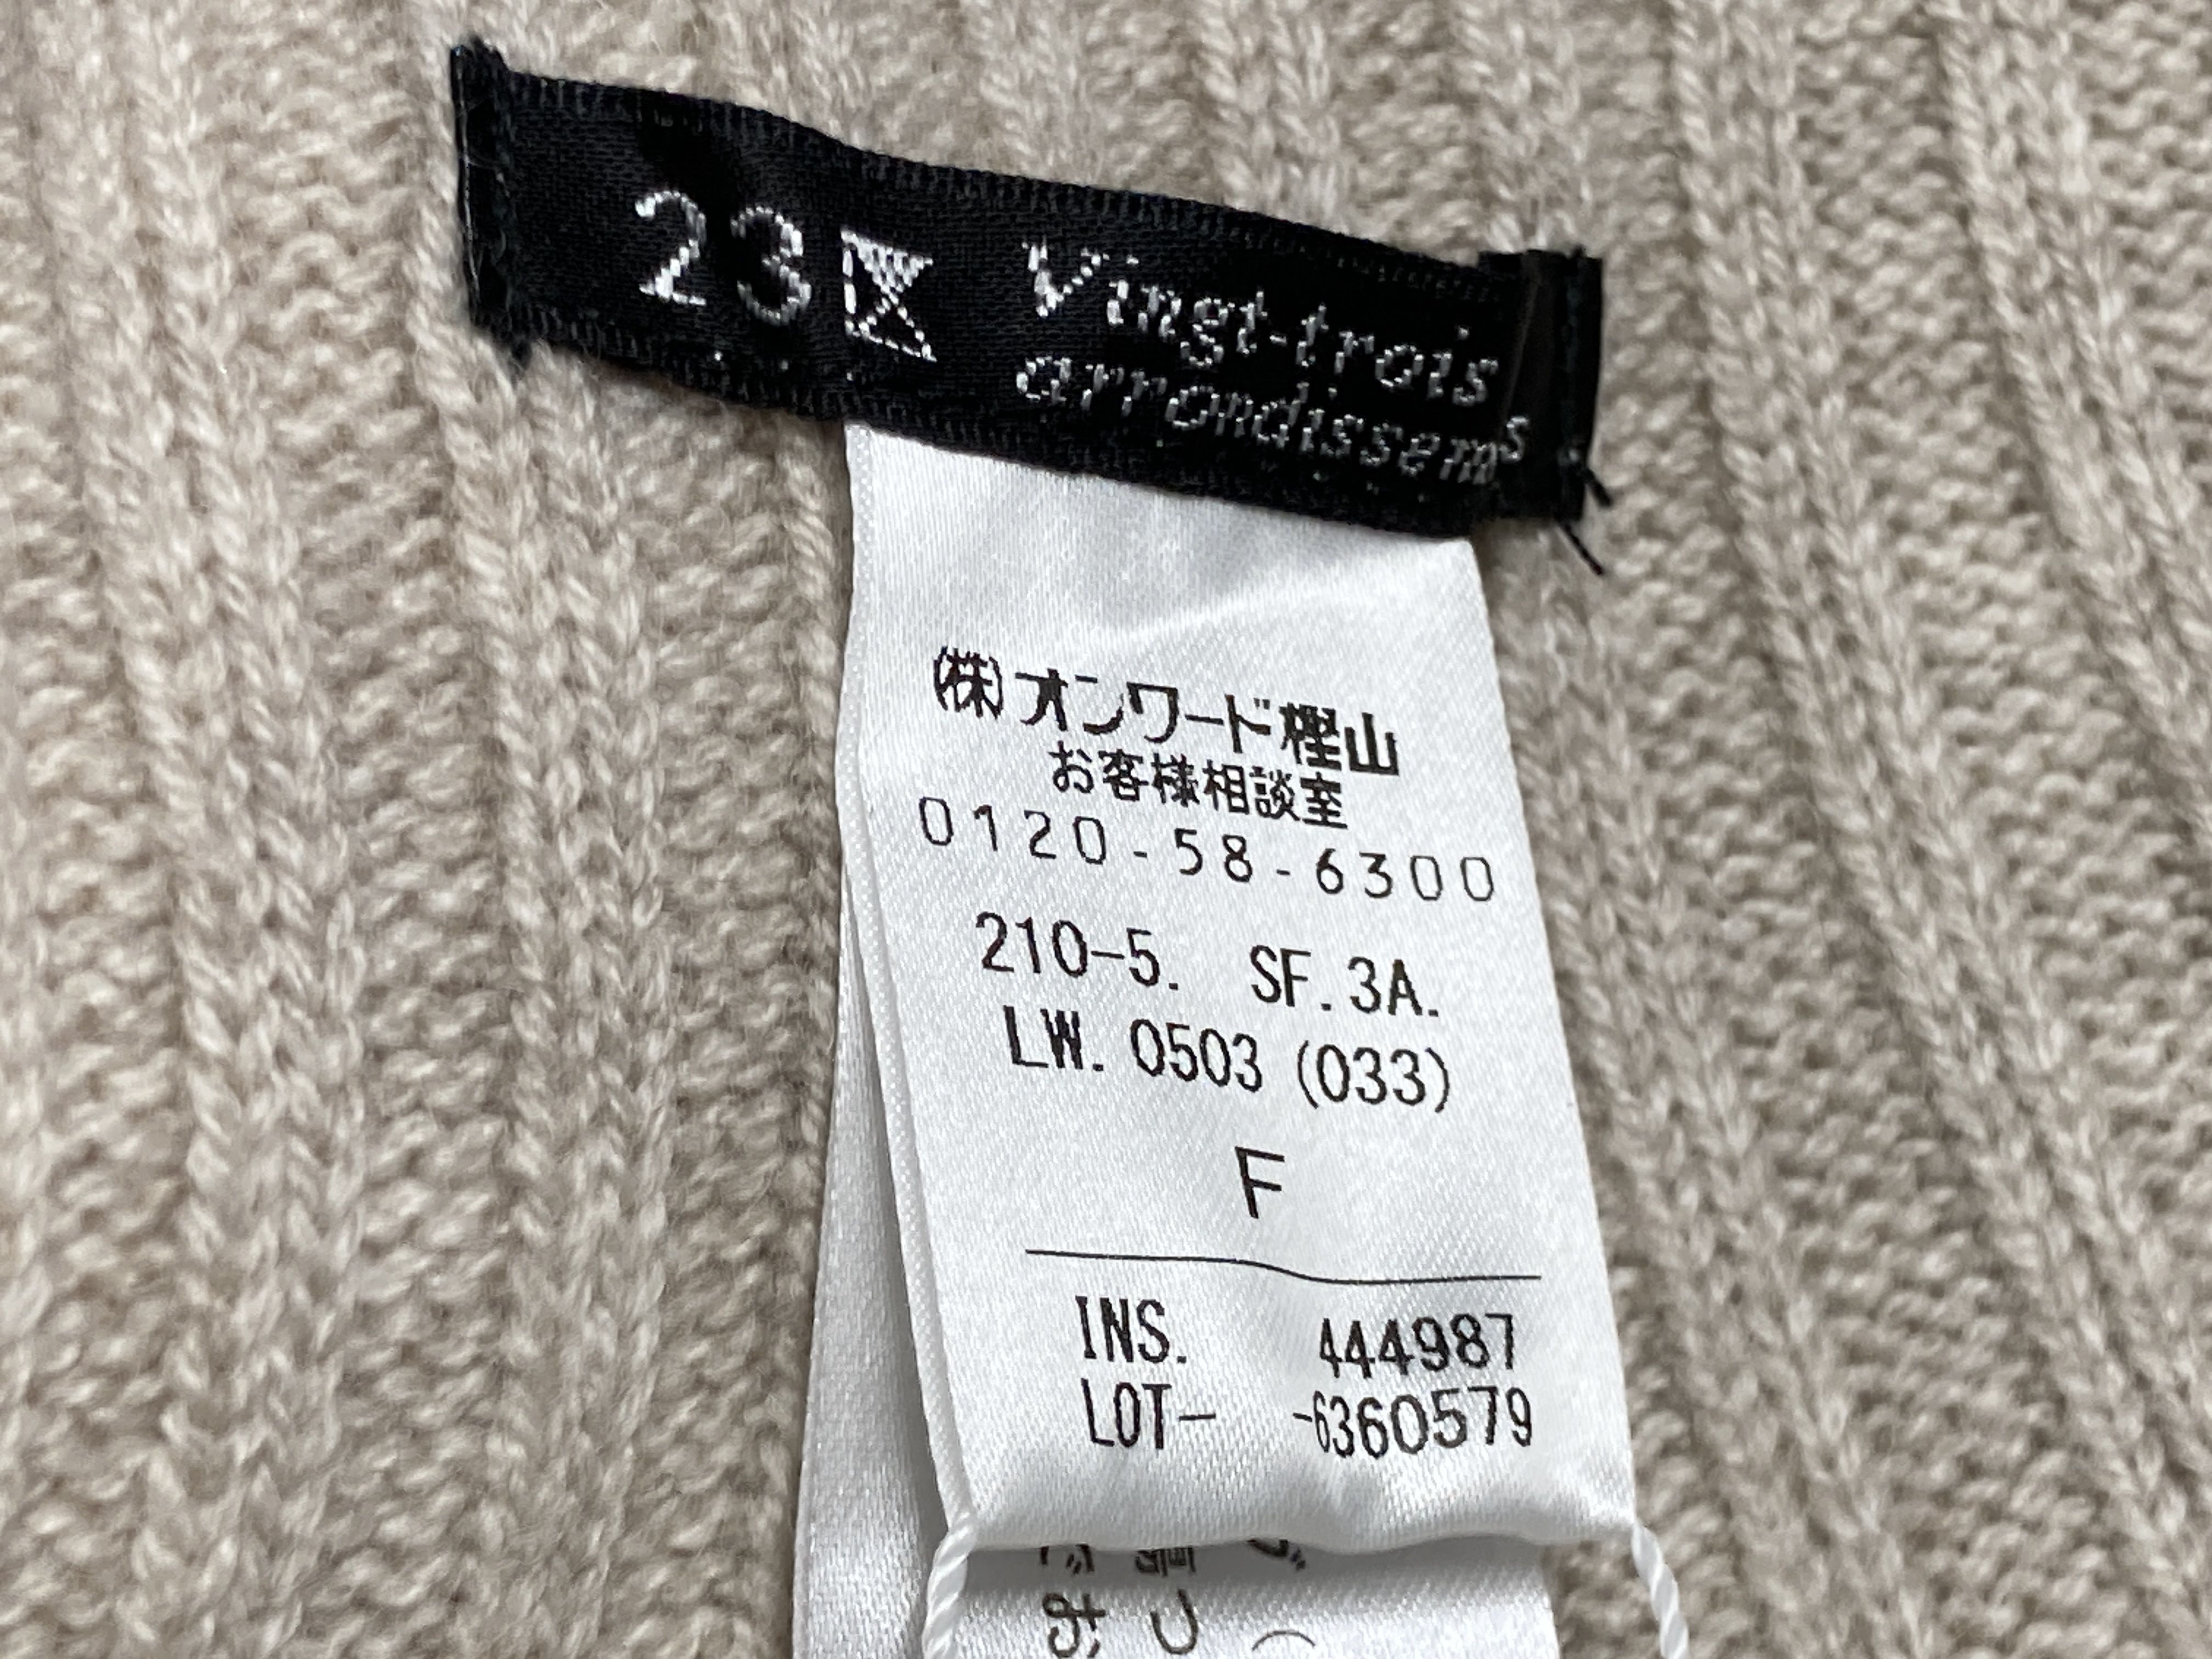 23区 Vingt-trois
arrondissemˢ
㈱オンワード樫山
お客様相談室
0120-58-6300
210-5. SF.3A.
LW. 0503 (033)
F
INS. 444987
LOT- -6360579